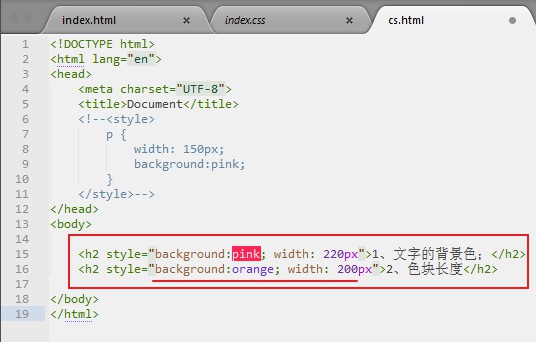 index.html × index.css × cs.html
1 <!DOCTYPE html>
2 <html lang="en">
3 <head>
4 <meta charset="UTF-8">
5 <title>Document</title>
6 <!--<style>
7 p {
8 width: 150px;
9 background:pink;
10 }
11 </style>-->
12 </head>
13 <body>
14
15 <h2 style="background:pink; width: 220px">1、文字的背景色；</h2>
16 <h2 style="background:orange; width: 200px">2、色块长度</h2>
17
18 </body>
19 </html>